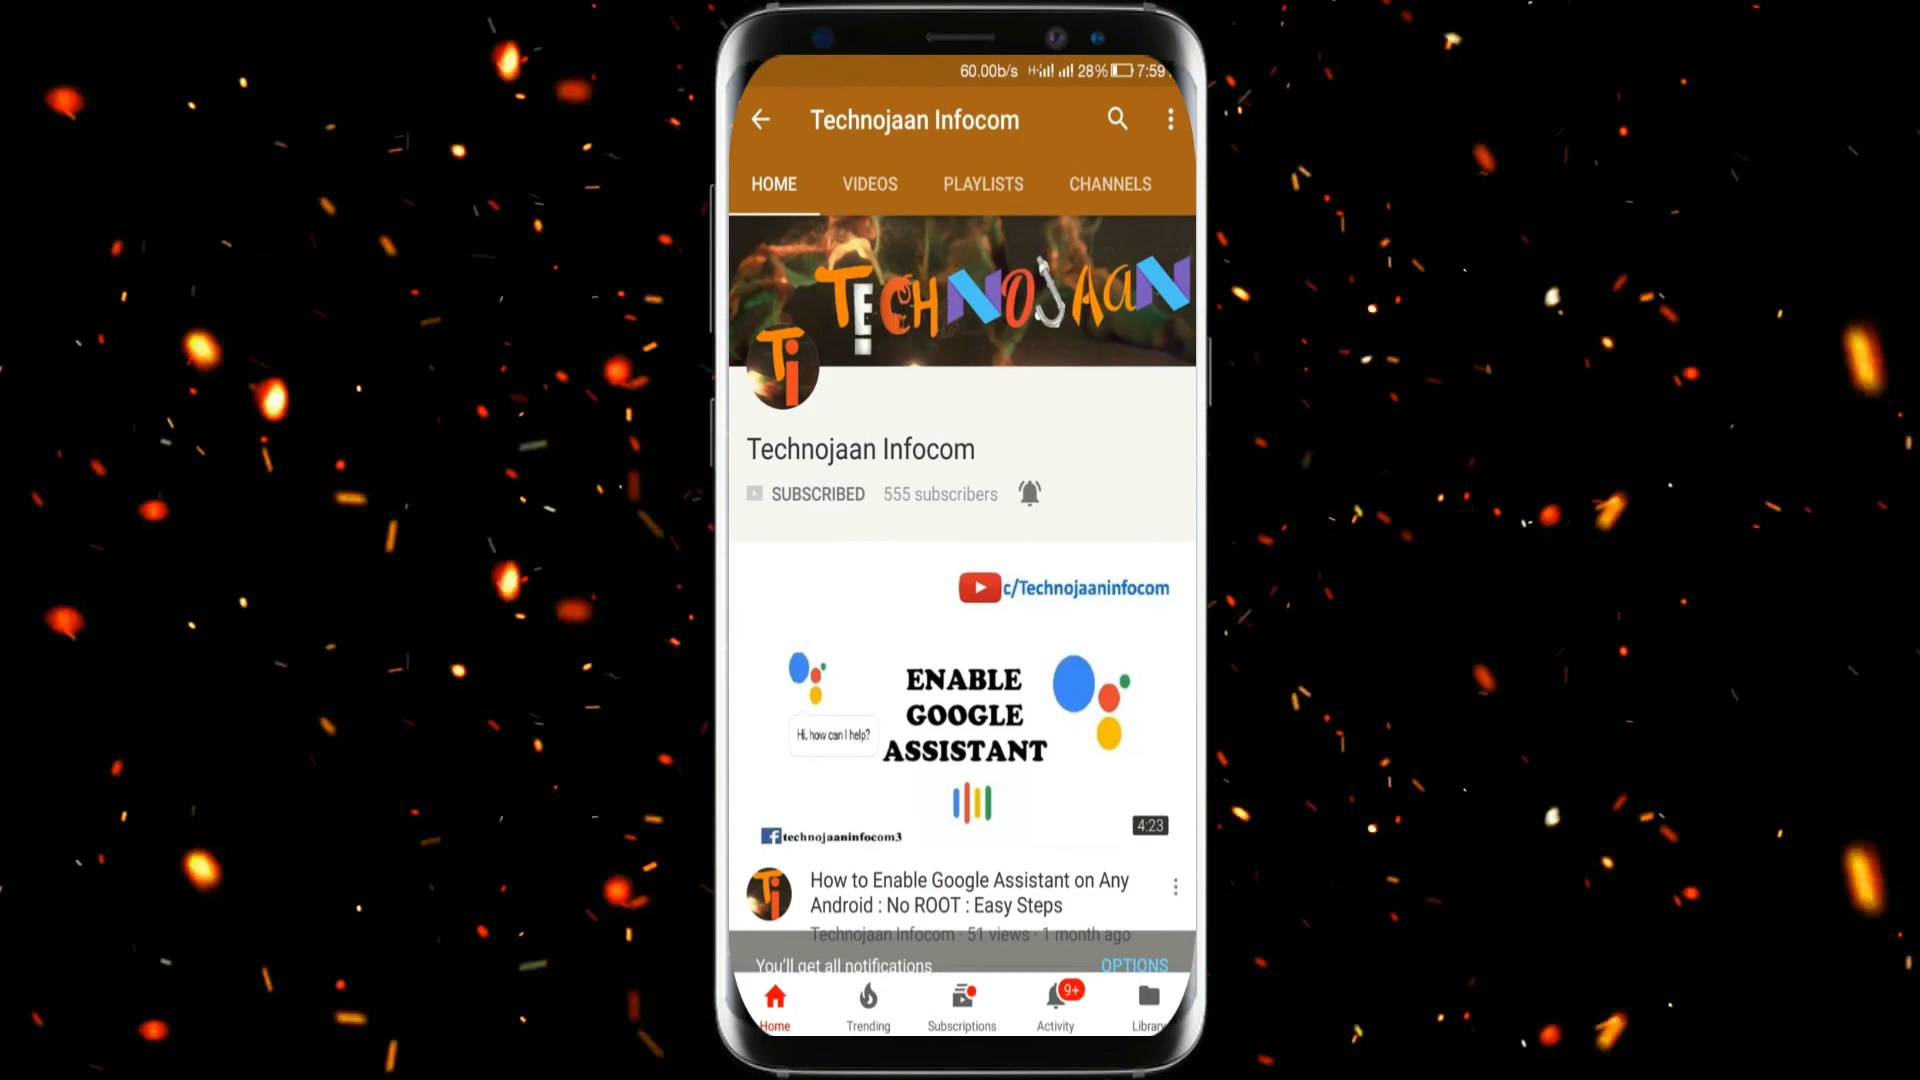 60.00b/s H+ 28% 7:59
Technojaan Infocom
HOME VIDEOS PLAYLISTS CHANNELS
TECHNOJAAN
Ti
Technojaan Infocom
SUBSCRIBED 555 subscribers
c/Technojaaninfocom
ENABLE
GOOGLE
ASSISTANT
Hi, how can I help?
technojaaninfocom3
4:23
Ti
How to Enable Google Assistant on Any
Android : No ROOT : Easy Steps
Technojaan Infocom · 51 views · 1 month ago
You'll get all notifications OPTIONS
9+
Home Trending Subscriptions Activity Library